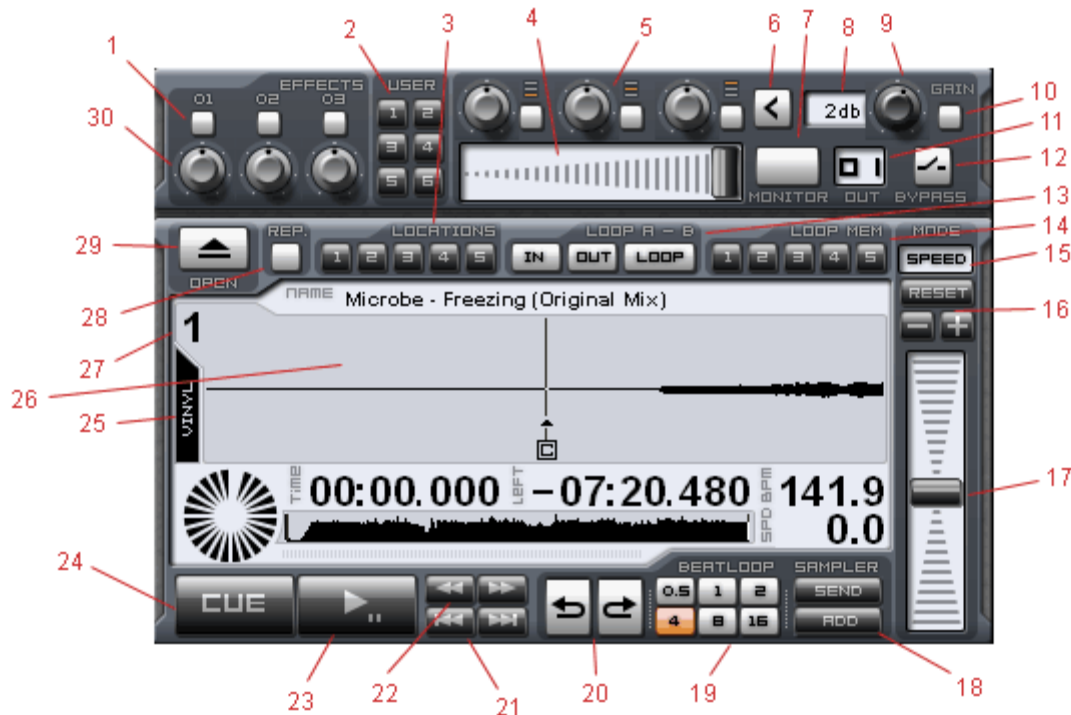 1
2
3
4
5
6
7
8
9
10
11
12
13
14
15
16
17
18
19
20
21
22
23
24
25
26
27
28
29
30
EFFECTS
01 02 03
USER
1 2
3 4
5 6
2db
GAIN
MONITOR OUT BYPASS
01
REP.
OPEN
LOCATIONS
1 2 3 4 5
LOOP A - B
IN OUT LOOP
LOOP MEM
1 2 3 4 5
MODE
SPEED
RESET
NAME Microbe - Freezing (Original Mix)
1
VINYL
C
Time 00:00.000 LEFT -07:20.480 BPM 141.9
SPD 0.0
CUE
BEATLOOP
0.5 1 2
4 8 16
SAMPLER
SEND
ADD